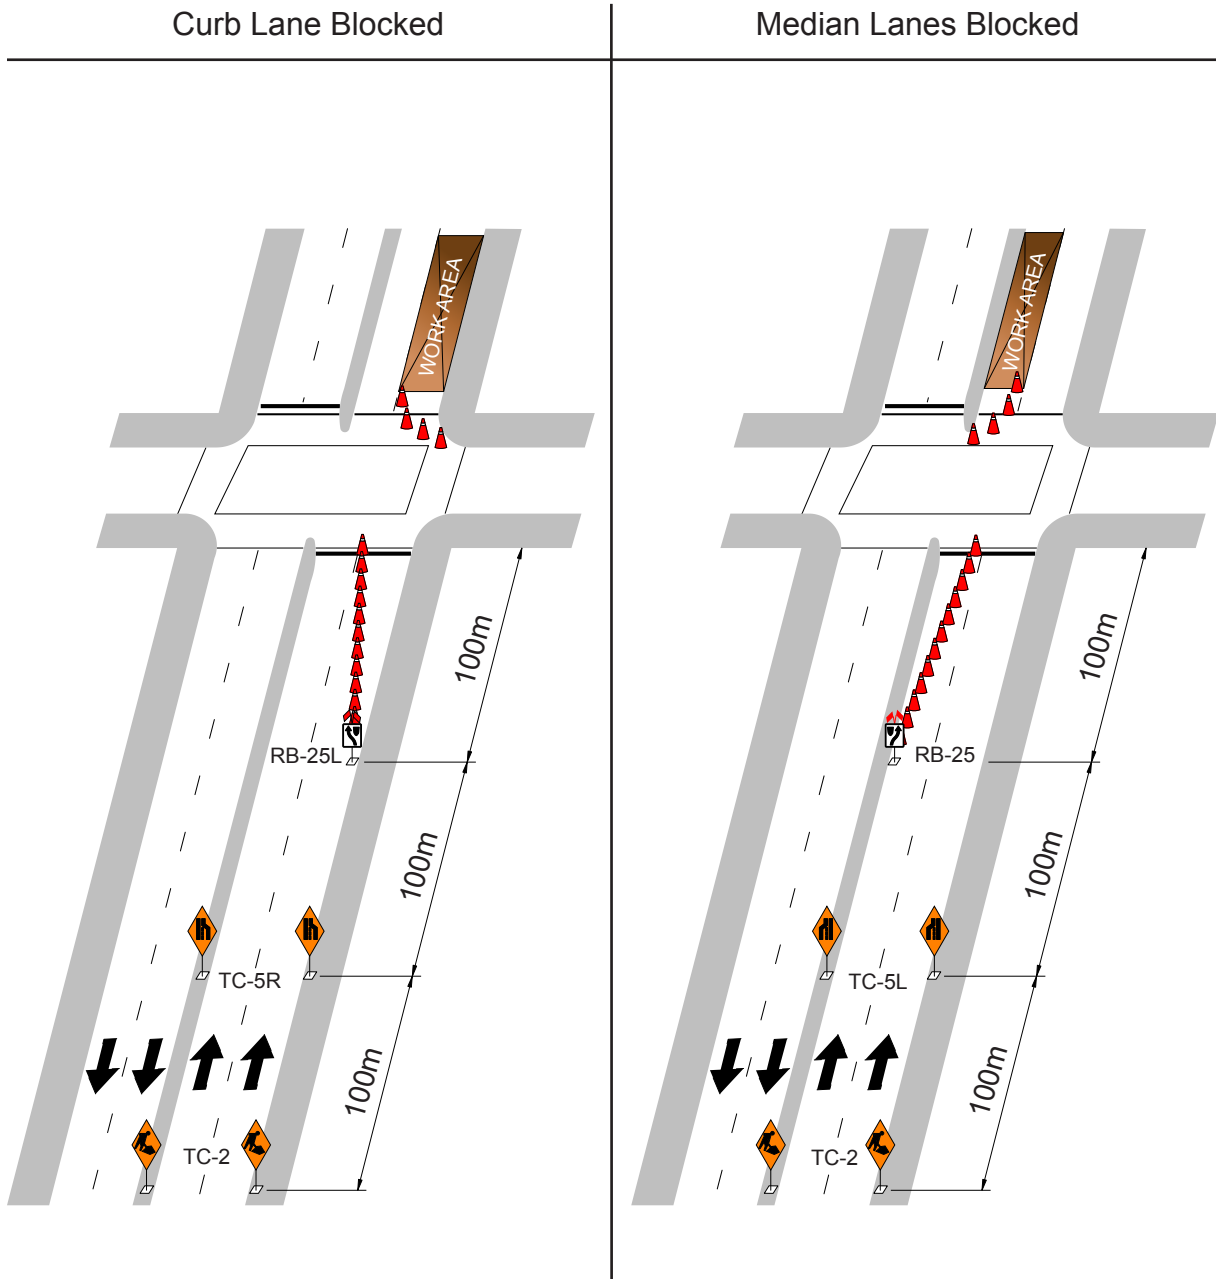 Curb Lane Blocked
Median Lanes Blocked
WORK AREA
100m
RB-25L
100m
TC-5R
100m
TC-2
WORK AREA
100m
RB-25
100m
TC-5L
100m
TC-2